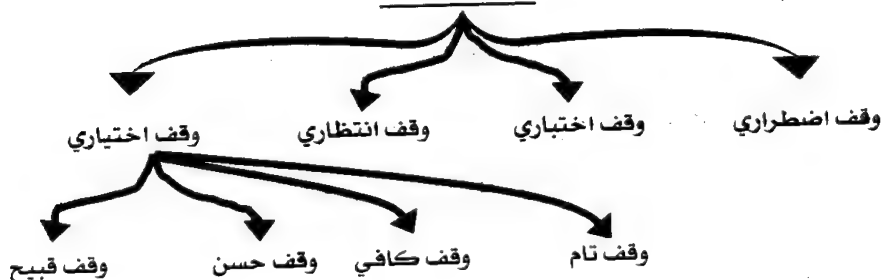 وقف اضطراري وقف اختباري وقف انتظاري وقف اختياري
وقف تام وقف كافي وقف حسن وقف قبيح